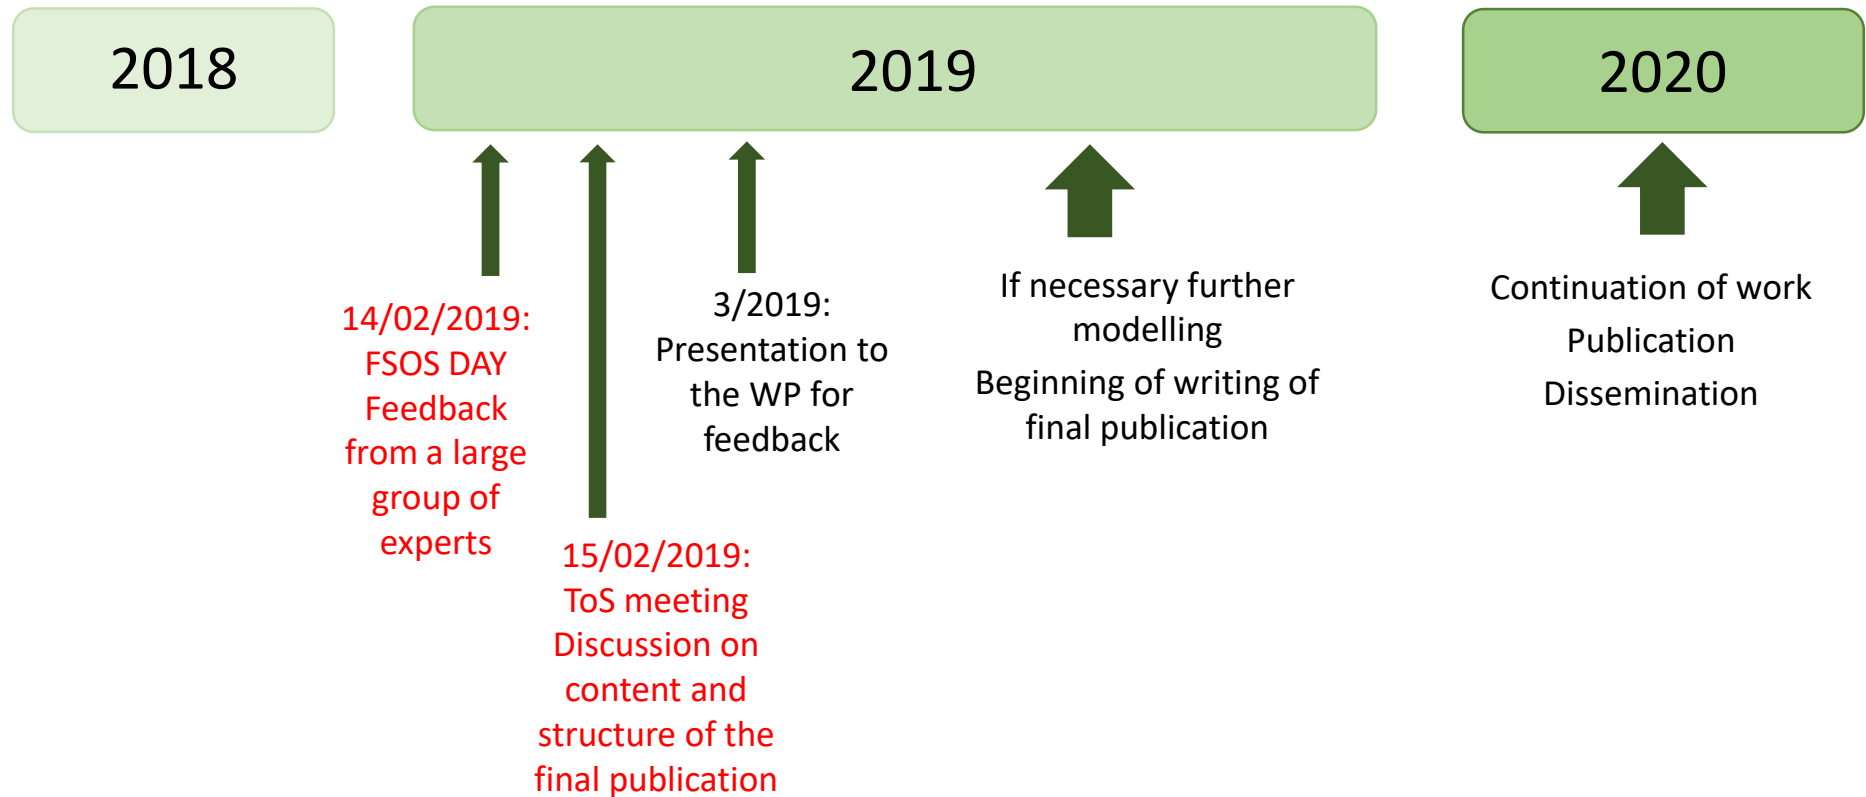 2018
2019
2020
14/02/2019:
FSOS DAY
Feedback
from a large
group of
experts
15/02/2019:
ToS meeting
Discussion on
content and
structure of the
final publication
3/2019:
Presentation to
the WP for
feedback
If necessary further
modelling
Beginning of writing of
final publication
Continuation of work
Publication
Dissemination